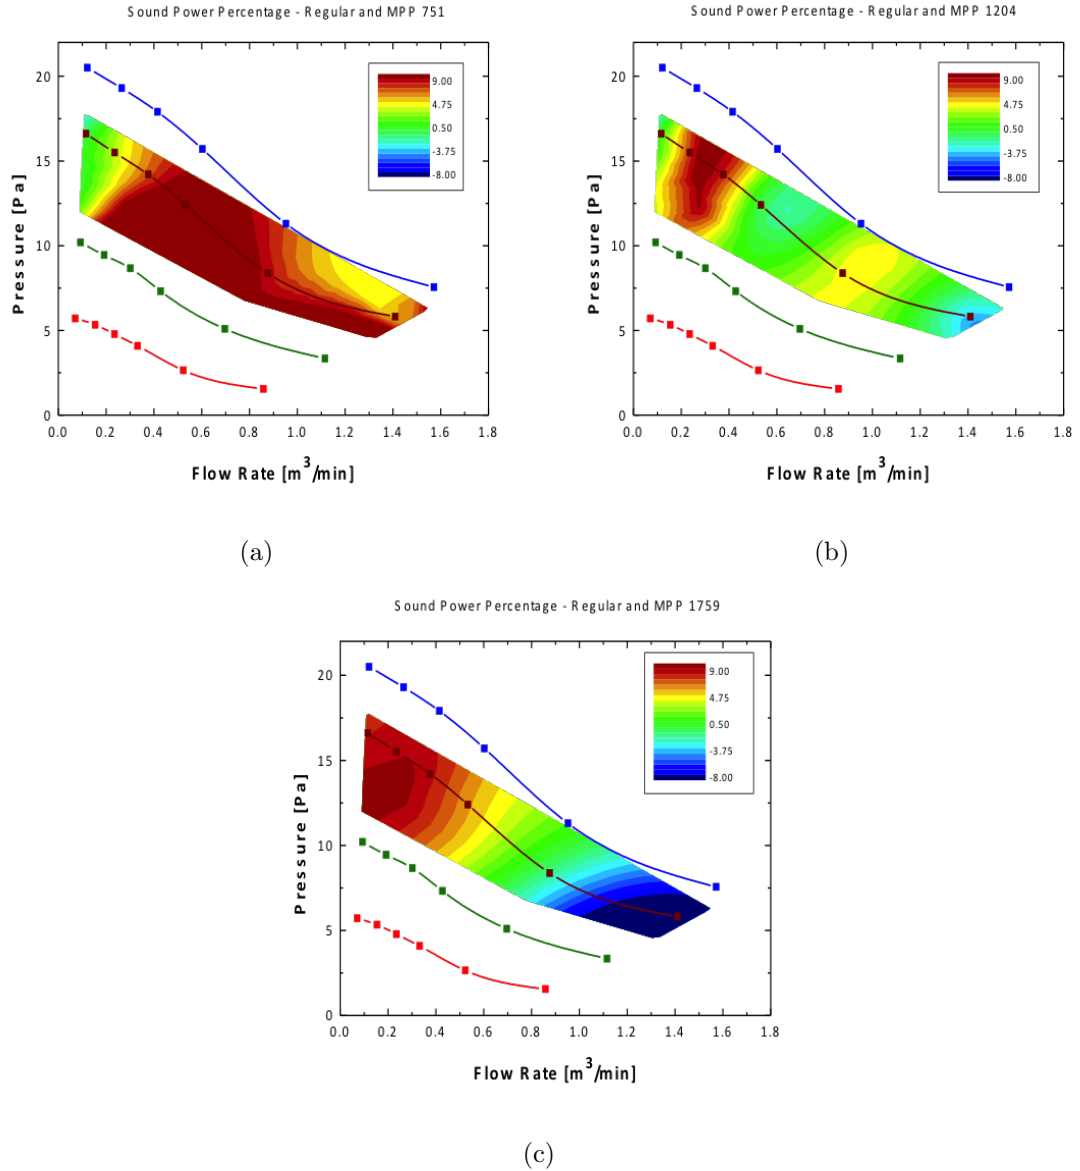 Sound Power Percentage - Regular and MPP 751
Sound Power Percentage - Regular and MPP 1204
20
15
10
5
0
Pressure [Pa]
9.00
4.75
0.50
-3.75
-8.00
0.0 0.2 0.4 0.6 0.8 1.0 1.2 1.4 1.6 1.8
Flow Rate [m³/min]
(a)
20
15
10
5
0
Pressure [Pa]
9.00
4.75
0.50
-3.75
-8.00
0.0 0.2 0.4 0.6 0.8 1.0 1.2 1.4 1.6 1.8
Flow Rate [m³/min]
(b)
Sound Power Percentage - Regular and MPP 1759
20
15
10
5
0
Pressure [Pa]
9.00
4.75
0.50
-3.75
-8.00
0.0 0.2 0.4 0.6 0.8 1.0 1.2 1.4 1.6 1.8
Flow Rate [m³/min]
(c)